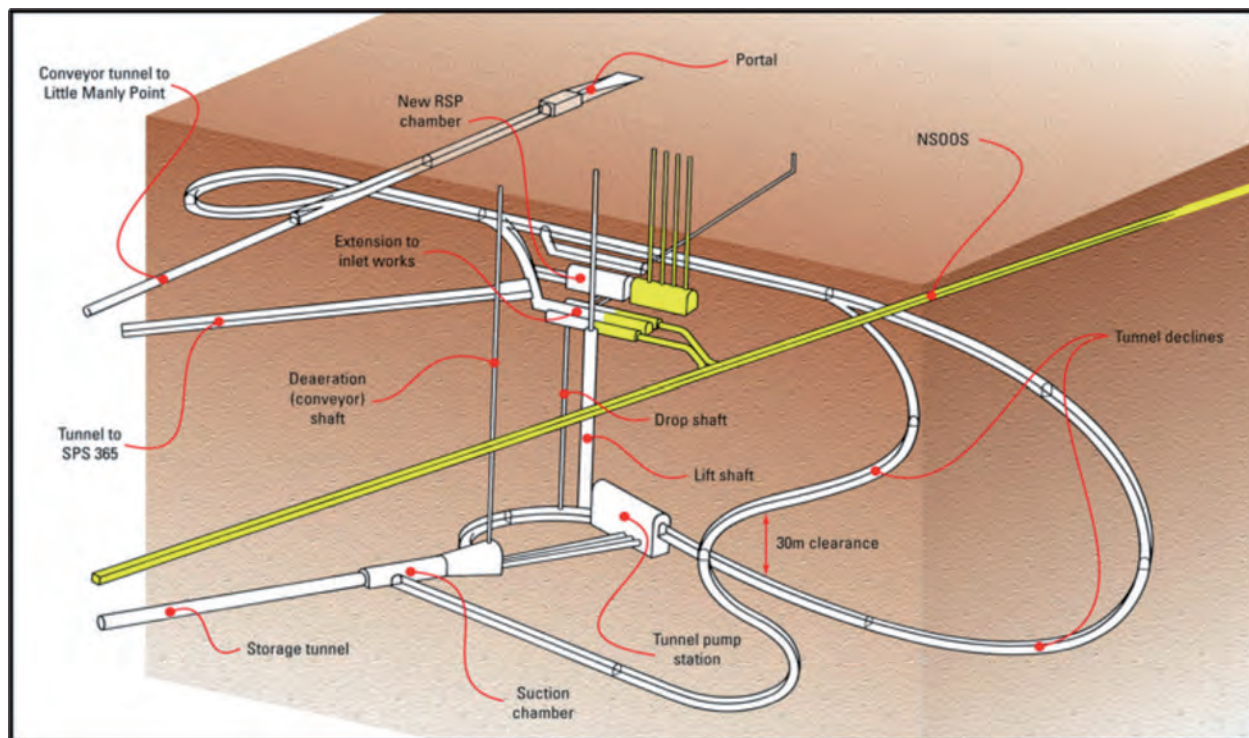 Portal
Conveyor tunnel to
Little Manly Point
New RSP
chamber
NSOOS
Extension to
inlet works
Tunnel declines
Deaeration
(conveyor)
shaft
Drop shaft
Tunnel to
SPS 365
Lift shaft
30m clearance
Storage tunnel
Tunnel pump
station
Suction
chamber